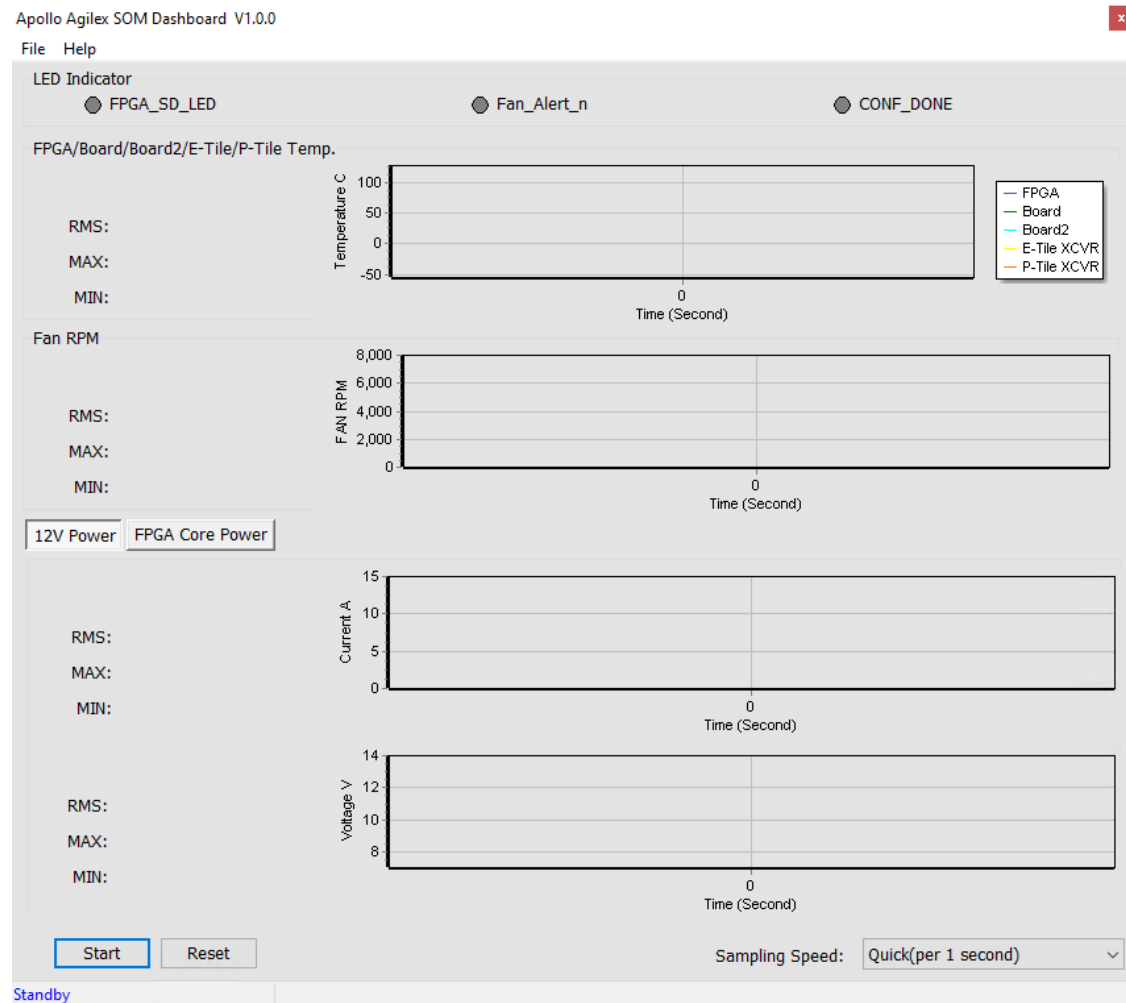 Apollo Agilex SOM Dashboard V1.0.0
x
File Help
LED Indicator
FPGA_SD_LED Fan_Alert_n CONF_DONE
FPGA/Board/Board2/E-Tile/P-Tile Temp.
RMS:
MAX:
MIN:
Temperature C
100
50
0
-50
0
Time (Second)
FPGA
Board
Board2
E-Tile XCVR
P-Tile XCVR
Fan RPM
RMS:
MAX:
MIN:
FAN RPM
8,000
6,000
4,000
2,000
0
0
Time (Second)
12V Power FPGA Core Power
RMS:
MAX:
MIN:
Current A
15
10
5
0
0
Time (Second)
RMS:
MAX:
MIN:
Voltage V
14
12
10
8
0
Time (Second)
Start Reset Sampling Speed: Quick(per 1 second)
Standby